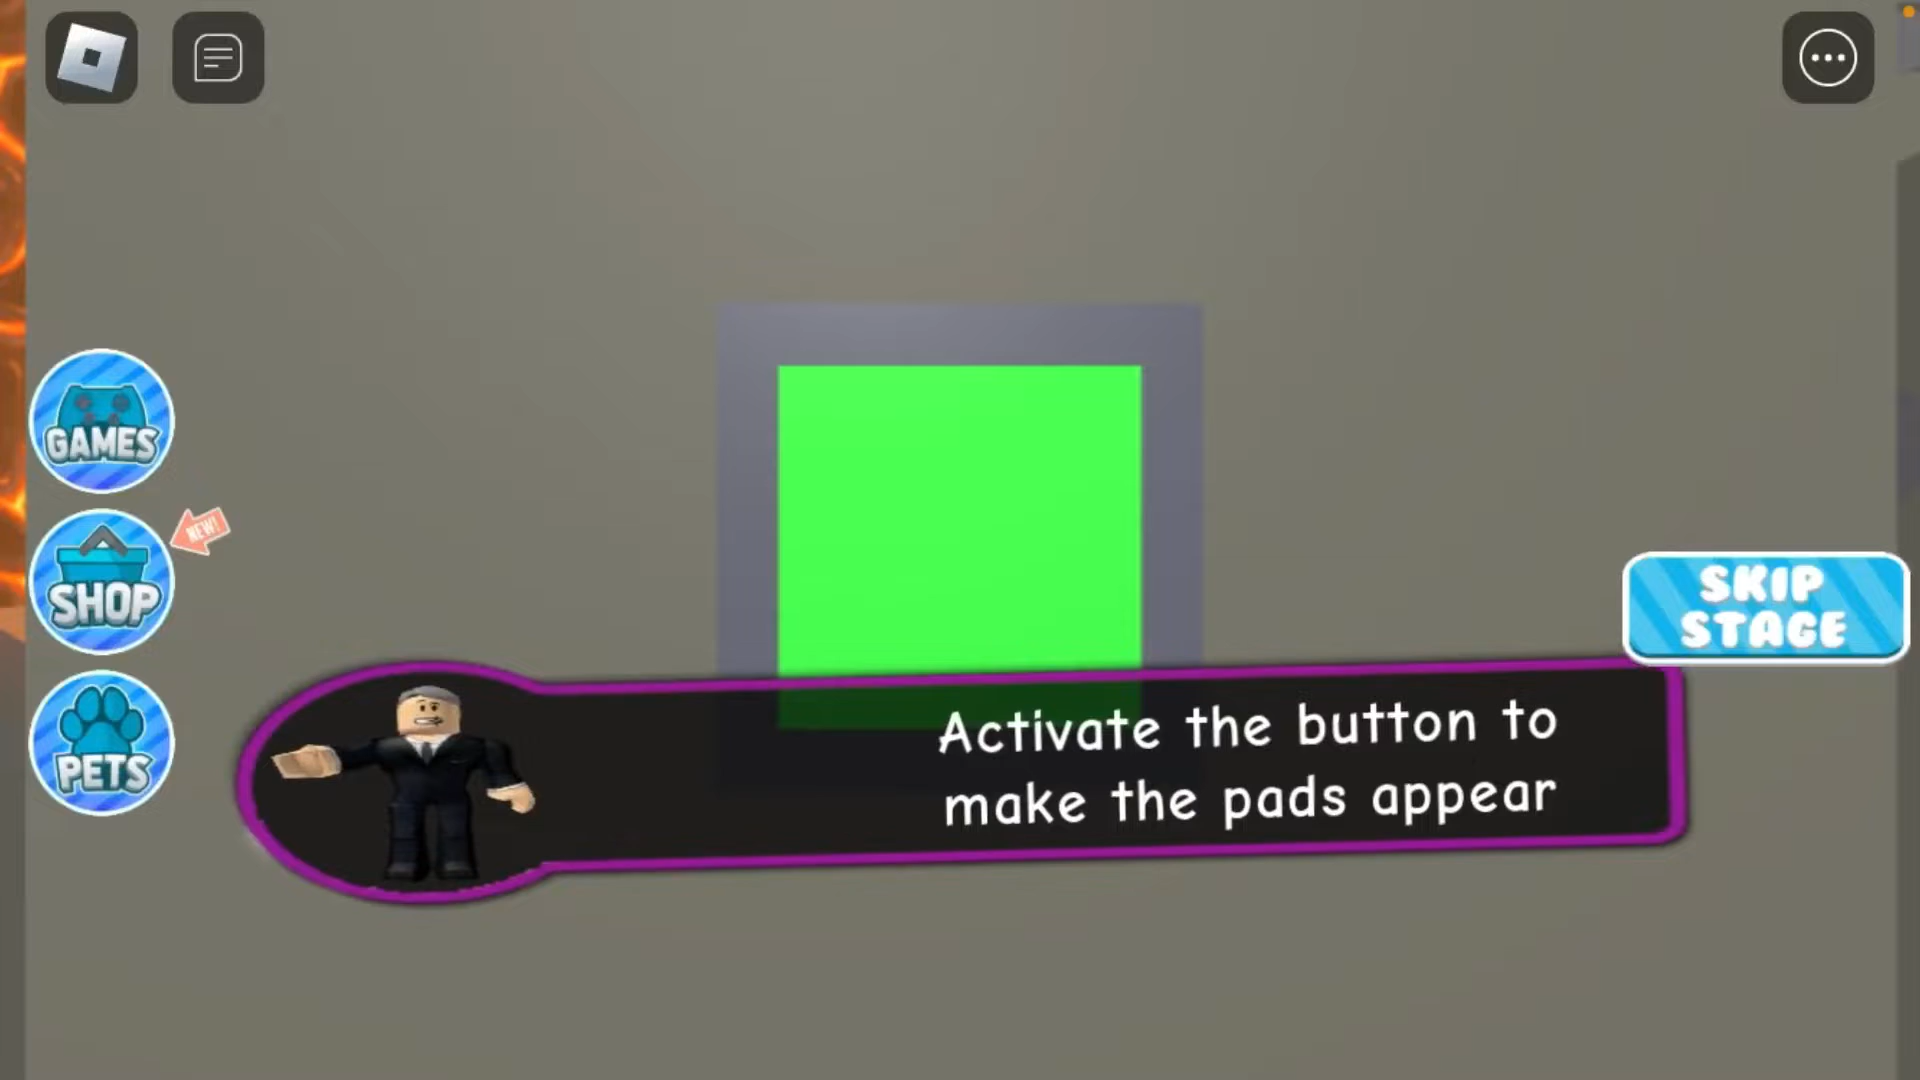 GAMES
NEW!
SHOP
PETS
SKIP
STAGE
Activate the button to
make the pads appear